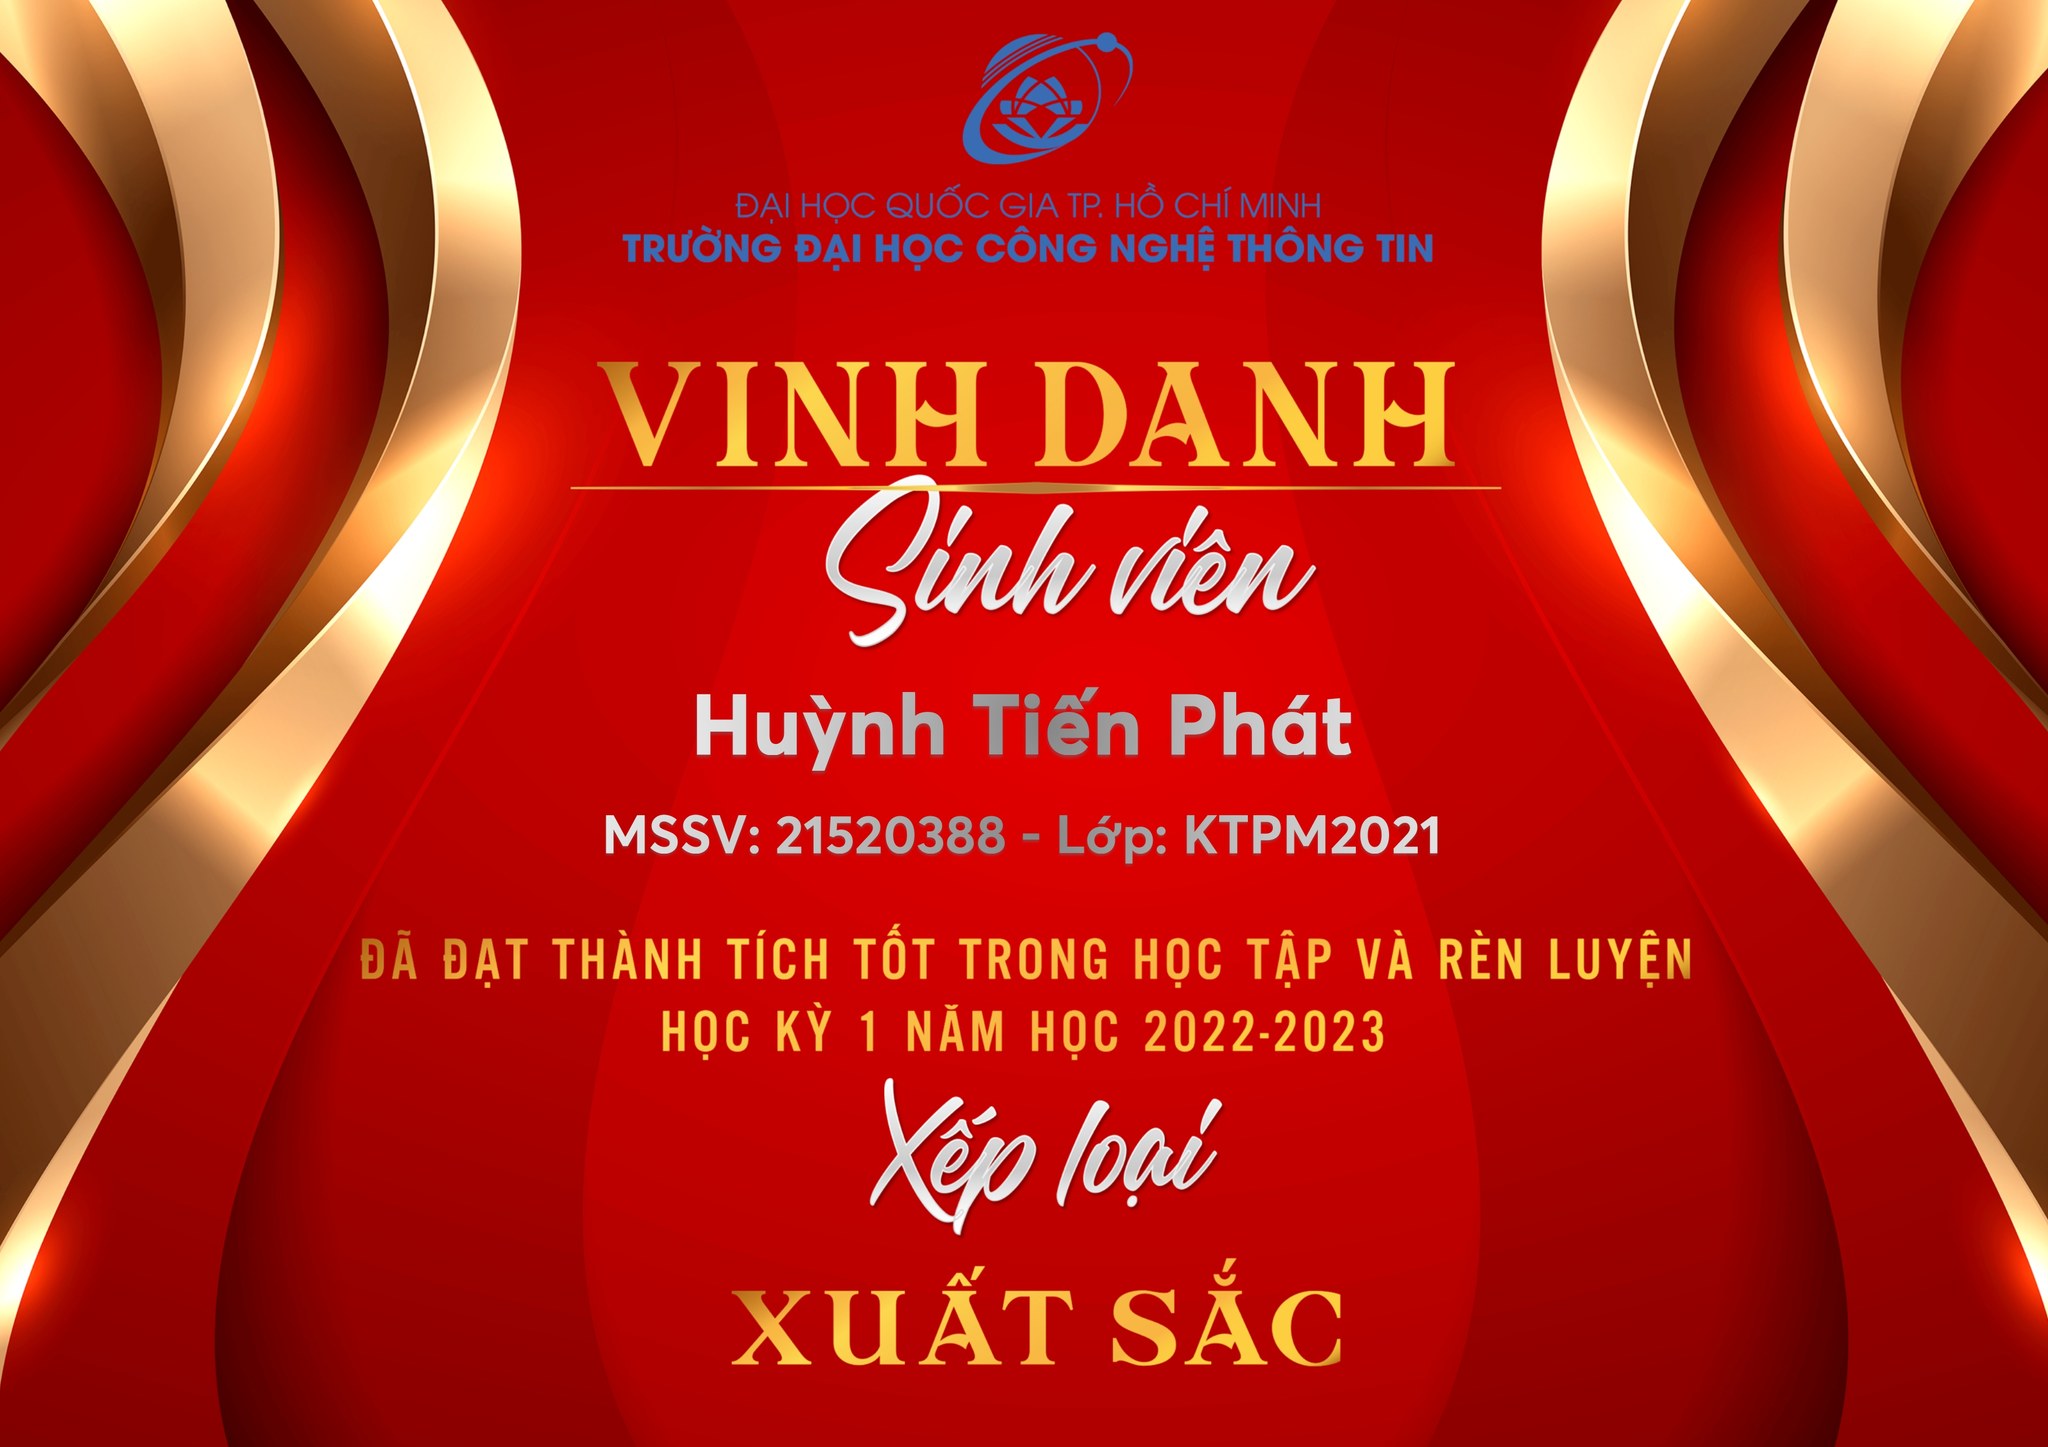 ĐẠI HỌC QUỐC GIA TP. HỒ CHÍ MINH
TRƯỜNG ĐẠI HỌC CÔNG NGHỆ THÔNG TIN
VINH DANH
Sinh viên
Huỳnh Tiến Phát
MSSV: 21520388 - Lớp: KTPM2021
ĐÃ ĐẠT THÀNH TÍCH TỐT TRONG HỌC TẬP VÀ RÈN LUYỆN
HỌC KỲ 1 NĂM HỌC 2022-2023
Xếp loại
XUẤT SẮC